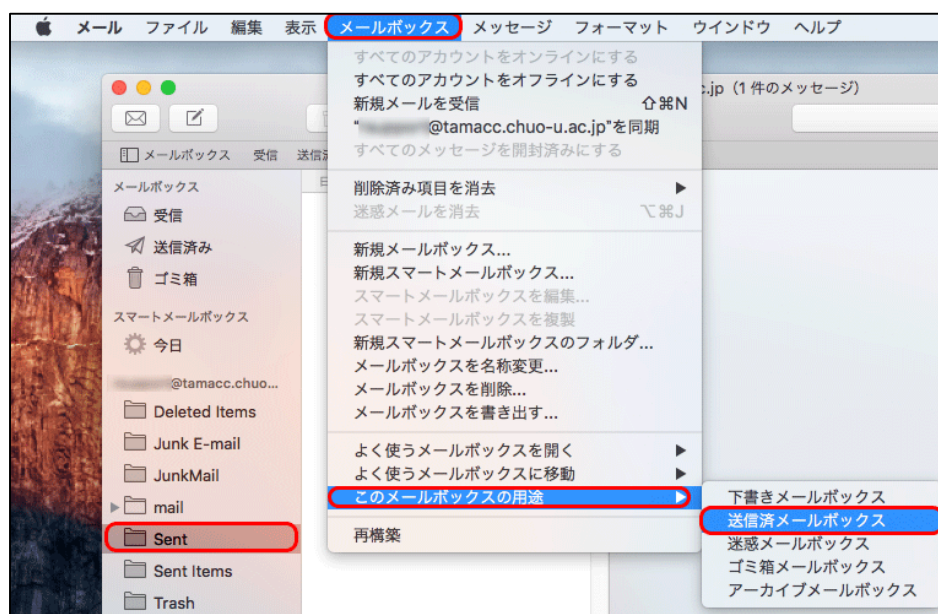 メール ファイル 編集 表示 メールボックス メッセージ フォーマット ウインドウ ヘルプ
c.jp（1 件のメッセージ）
メールボックス 受信 送信済
メールボックス
受信
送信済み
ゴミ箱
スマートメールボックス
今日
@tamacc.chuo...
Deleted Items
Junk E-mail
JunkMail
mail
Sent
Sent Items
Trash
すべてのアカウントをオンラインにする
すべてのアカウントをオフラインにする
新規メールを受信 ⇧⌘N
“@tamacc.chuo-u.ac.jp”を同期
すべてのメッセージを開封済みにする
削除済み項目を消去 ▶
迷惑メールを消去 ⌥⌘J
新規メールボックス...
新規スマートメールボックス...
スマートメールボックスを編集...
スマートメールボックスを複製
新規スマートメールボックスのフォルダ...
メールボックスを名称変更...
メールボックスを削除...
メールボックスを書き出す...
よく使うメールボックスを開く ▶
よく使うメールボックスに移動 ▶
このメールボックスの用途 ▶
再構築
下書きメールボックス
送信済メールボックス
迷惑メールボックス
ゴミ箱メールボックス
アーカイブメールボックス